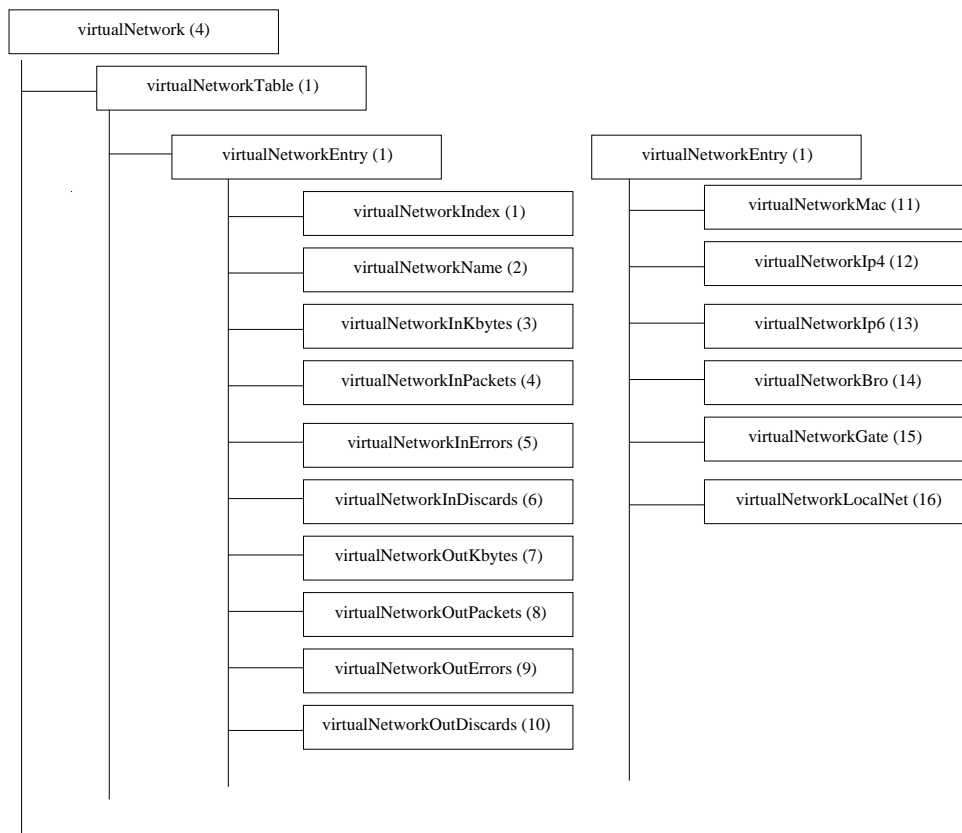 virtualNetwork (4)
virtualNetworkTable (1)
virtualNetworkEntry (1)
virtualNetworkIndex (1)
virtualNetworkName (2)
virtualNetworkInKbytes (3)
virtualNetworkInPackets (4)
virtualNetworkInErrors (5)
virtualNetworkInDiscards (6)
virtualNetworkOutKbytes (7)
virtualNetworkOutPackets (8)
virtualNetworkOutErrors (9)
virtualNetworkOutDiscards (10)
virtualNetworkEntry (1)
virtualNetworkMac (11)
virtualNetworkIp4 (12)
virtualNetworkIp6 (13)
virtualNetworkBro (14)
virtualNetworkGate (15)
virtualNetworkLocalNet (16)